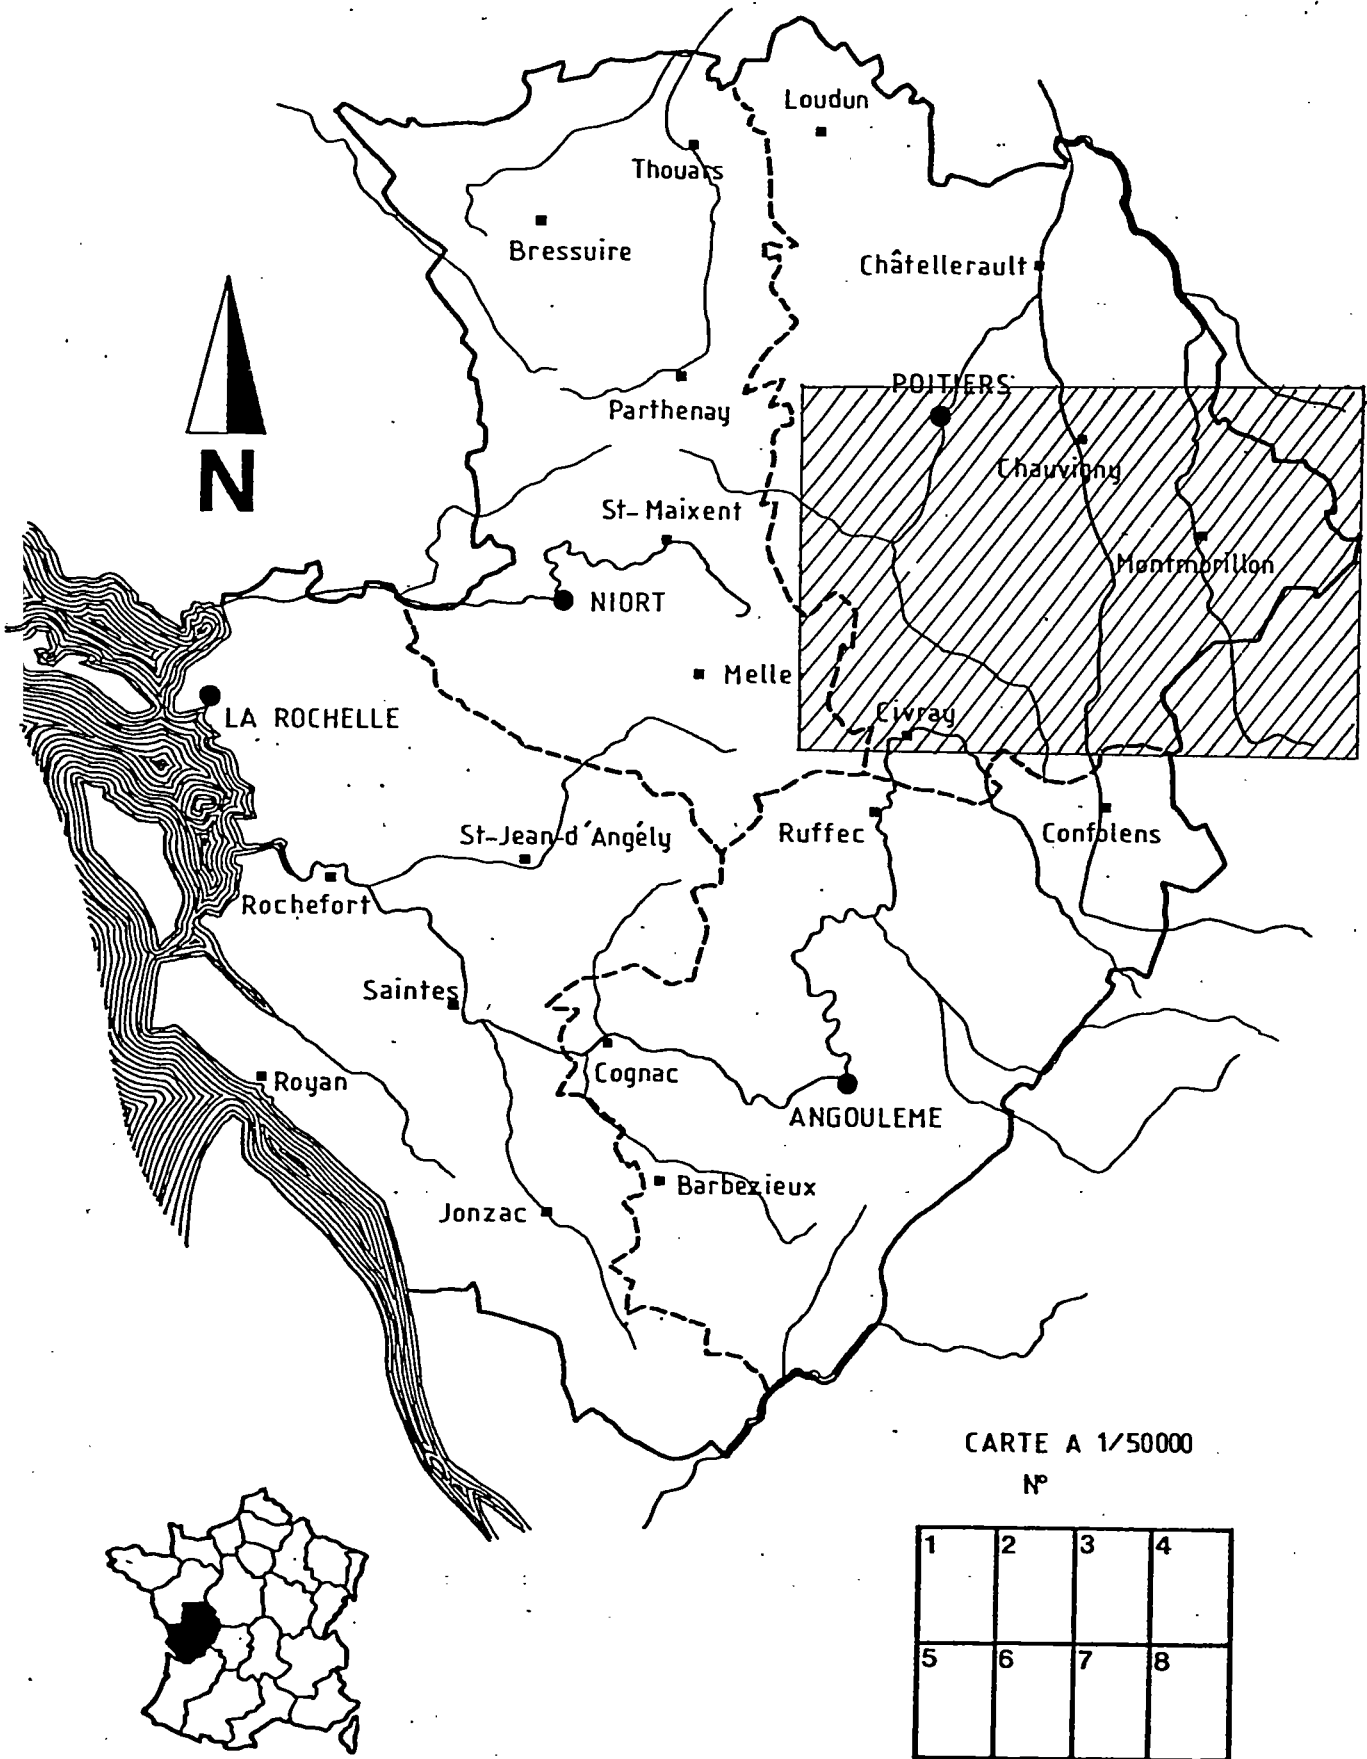 Loudun
Thouars
Bressuire
Châtellerault
POITIERS
Parthenay
Chauvigny
N
St-Maixent
Montmorillon
NIORT
Melle
LA ROCHELLE
Civray
St-Jean-d'Angély
Ruffec
Confolens
Rochefort
Saintes
Cognac
Royan
ANGOULEME
Barbezieux
Jonzac
CARTE A 1/50000
N°
1 2 3 4
5 6 7 8